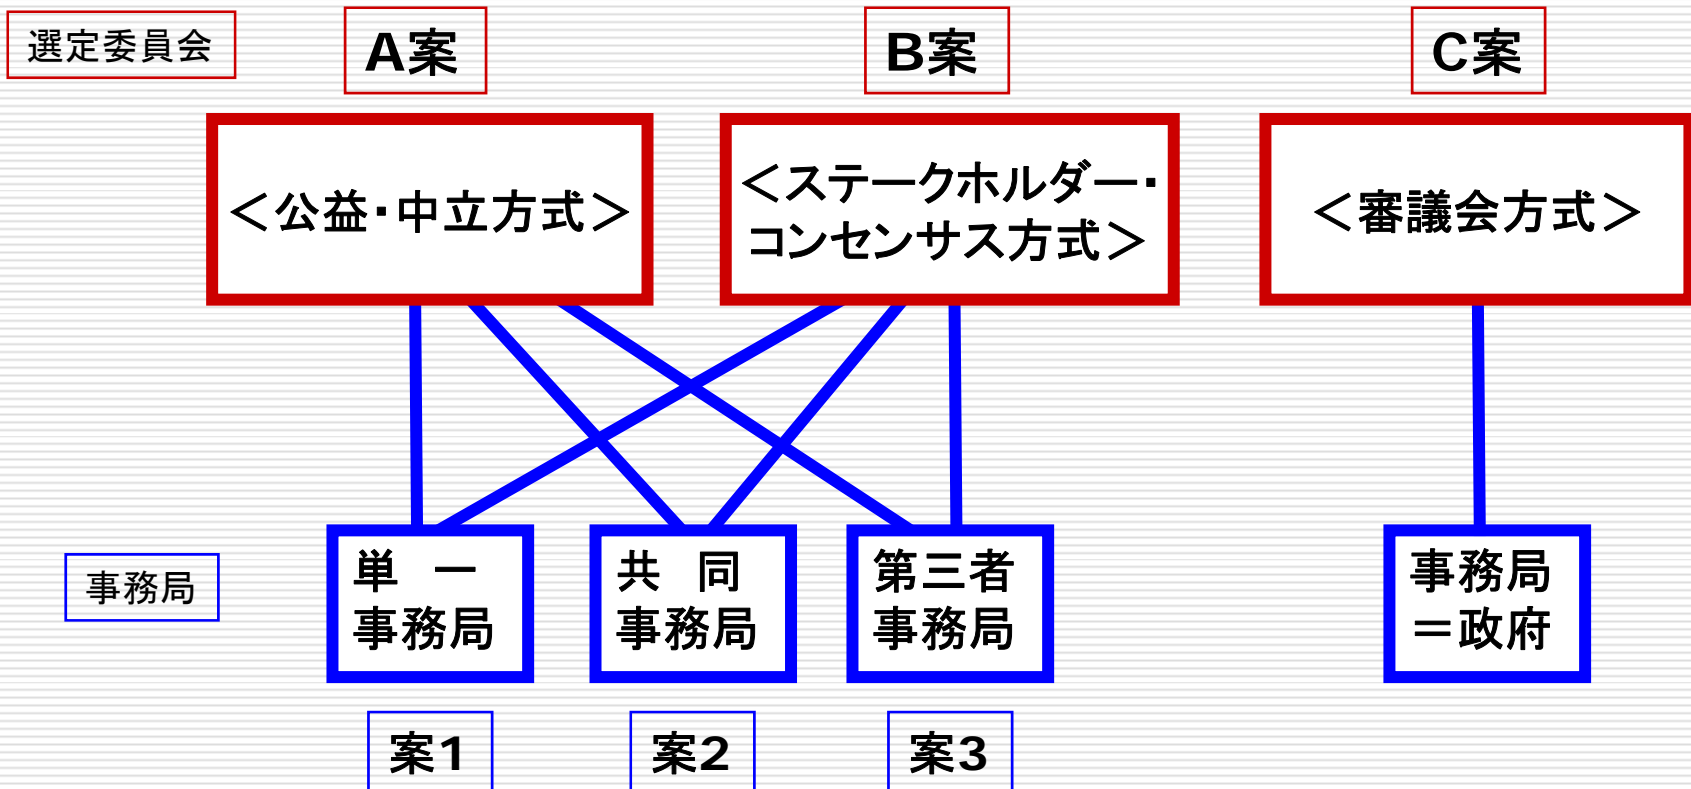 選定委員会
A案
B案
C案
＜公益・中立方式＞
＜ステークホルダー・
コンセンサス方式＞
＜審議会方式＞
事務局
単　一
事務局
共　同
事務局
第三者
事務局
事務局
＝政府
案1
案2
案3